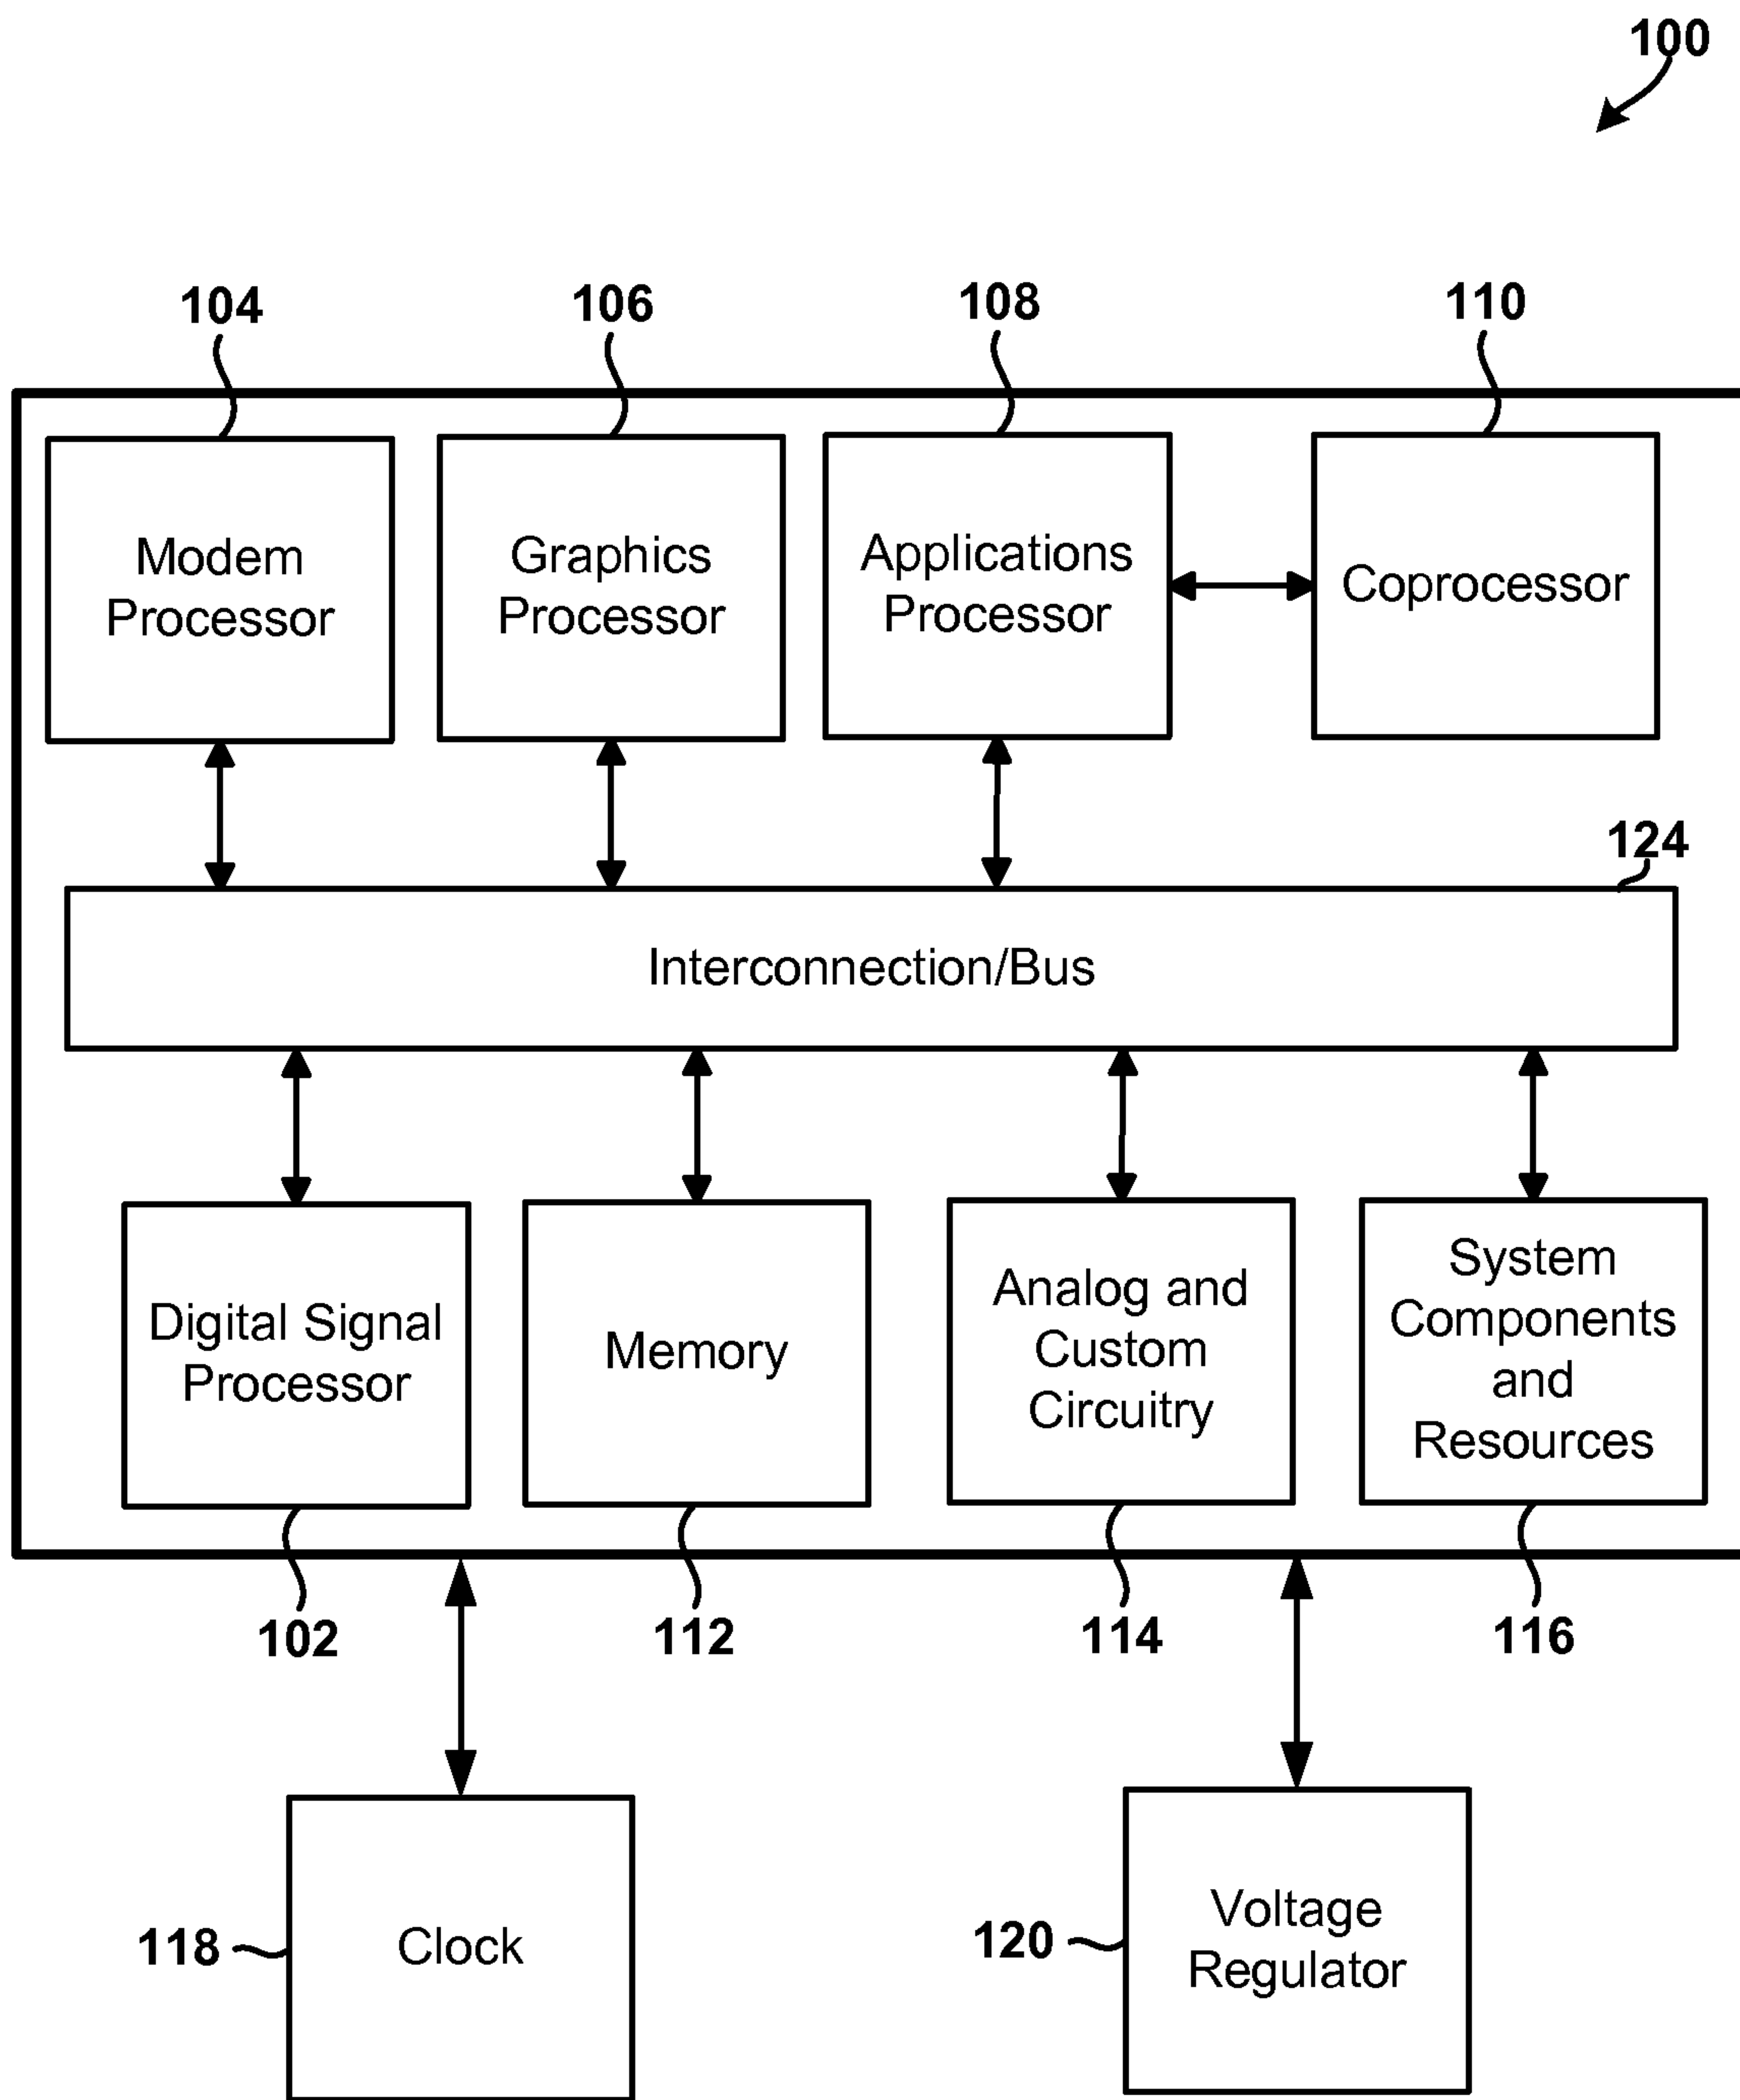 100
104
106
108
110
Modem
Processor
Graphics
Processor
Applications
Processor
Coprocessor
124
Interconnection/Bus
Digital Signal
Processor
Memory
Analog and
Custom
Circuitry
System
Components
and
Resources
102
112
114
116
118
Clock
120
Voltage
Regulator